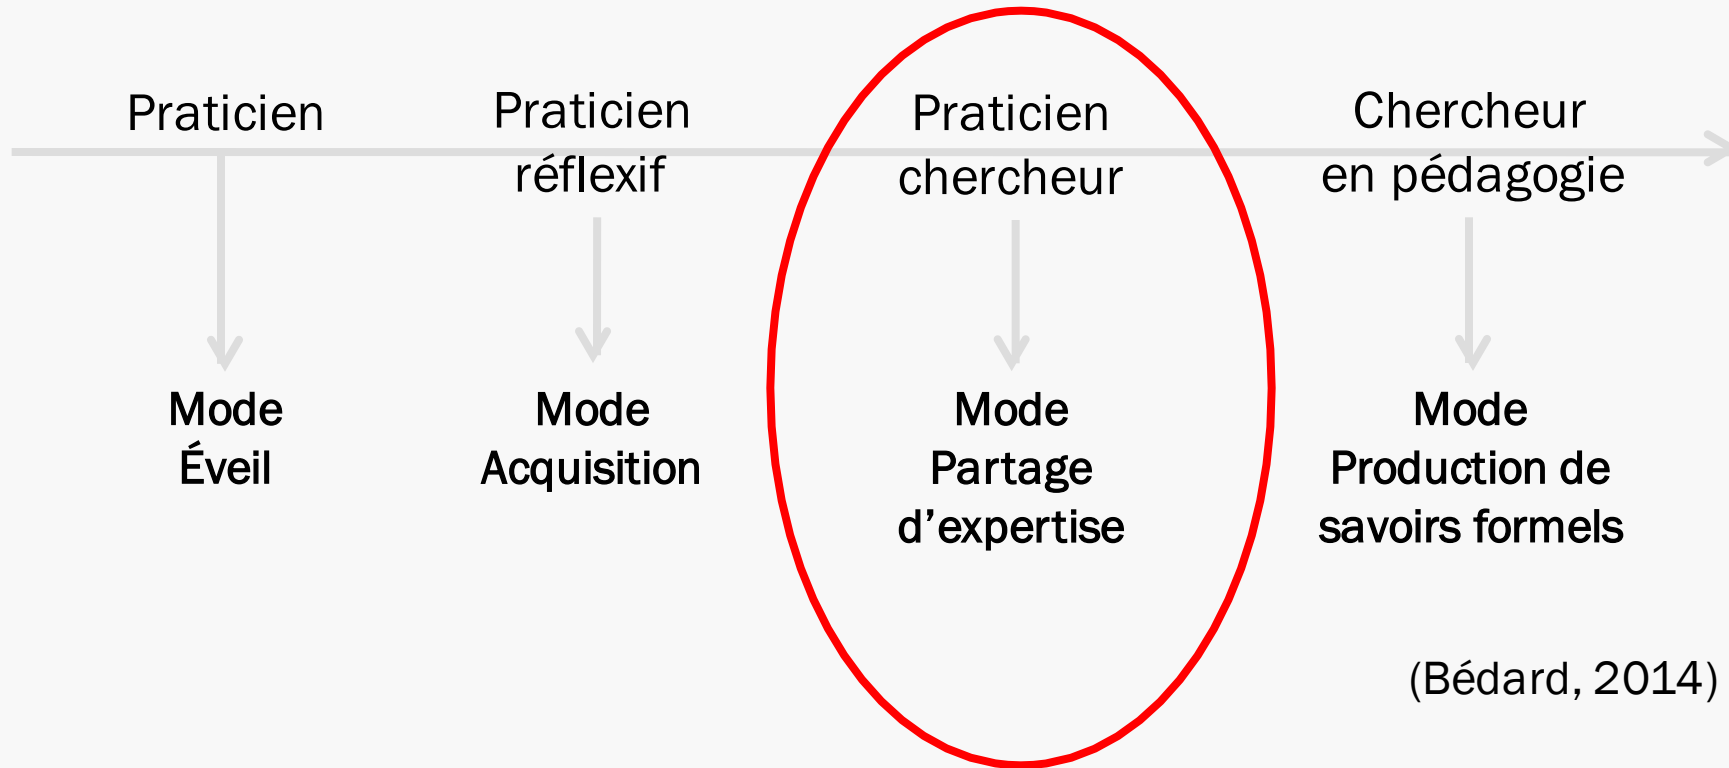 Praticien
Praticien
réflexif
Praticien
chercheur
Chercheur
en pédagogie
Mode
Éveil
Mode
Acquisition
Mode
Partage
d’expertise
Mode
Production de
savoirs formels
(Bédard, 2014)